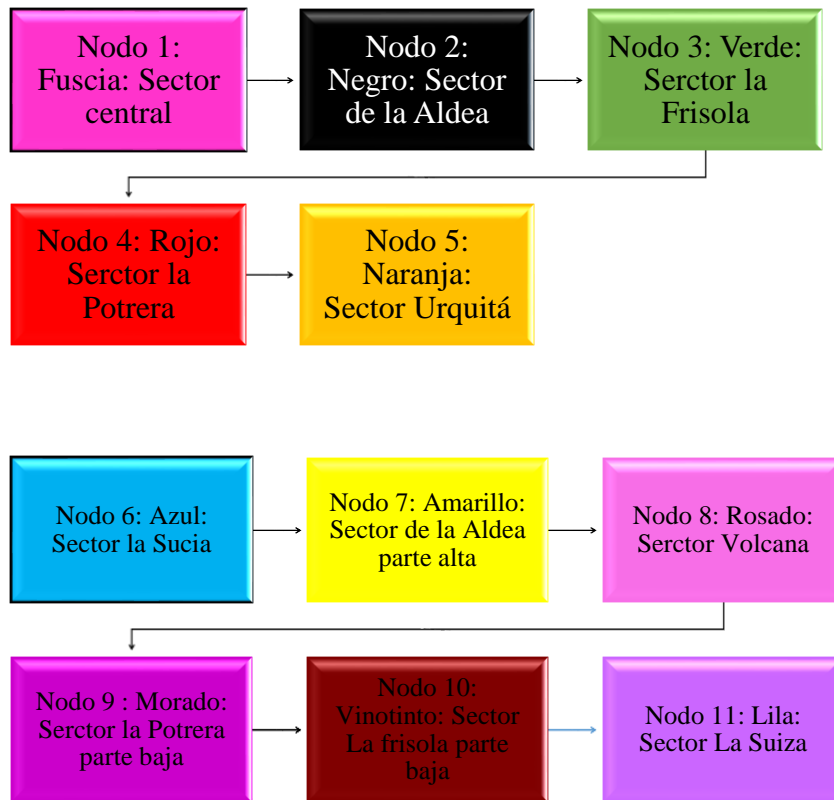 Nodo 1:
Fuscia: Sector
central
Nodo 2:
Negro: Sector
de la Aldea
Nodo 3: Verde:
Serctor la
Frisola
Nodo 4: Rojo:
Serctor la
Potrera
Nodo 5:
Naranja:
Sector Urquitá
Nodo 6: Azul:
Sector la Sucia
Nodo 7: Amarillo:
Sector de la Aldea
parte alta
Nodo 8: Rosado:
Serctor Volcana
Nodo 9 : Morado:
Serctor la Potrera
parte baja
Nodo 10:
Vinotinto: Sector
La frisola parte
baja
Nodo 11: Lila:
Sector La Suiza